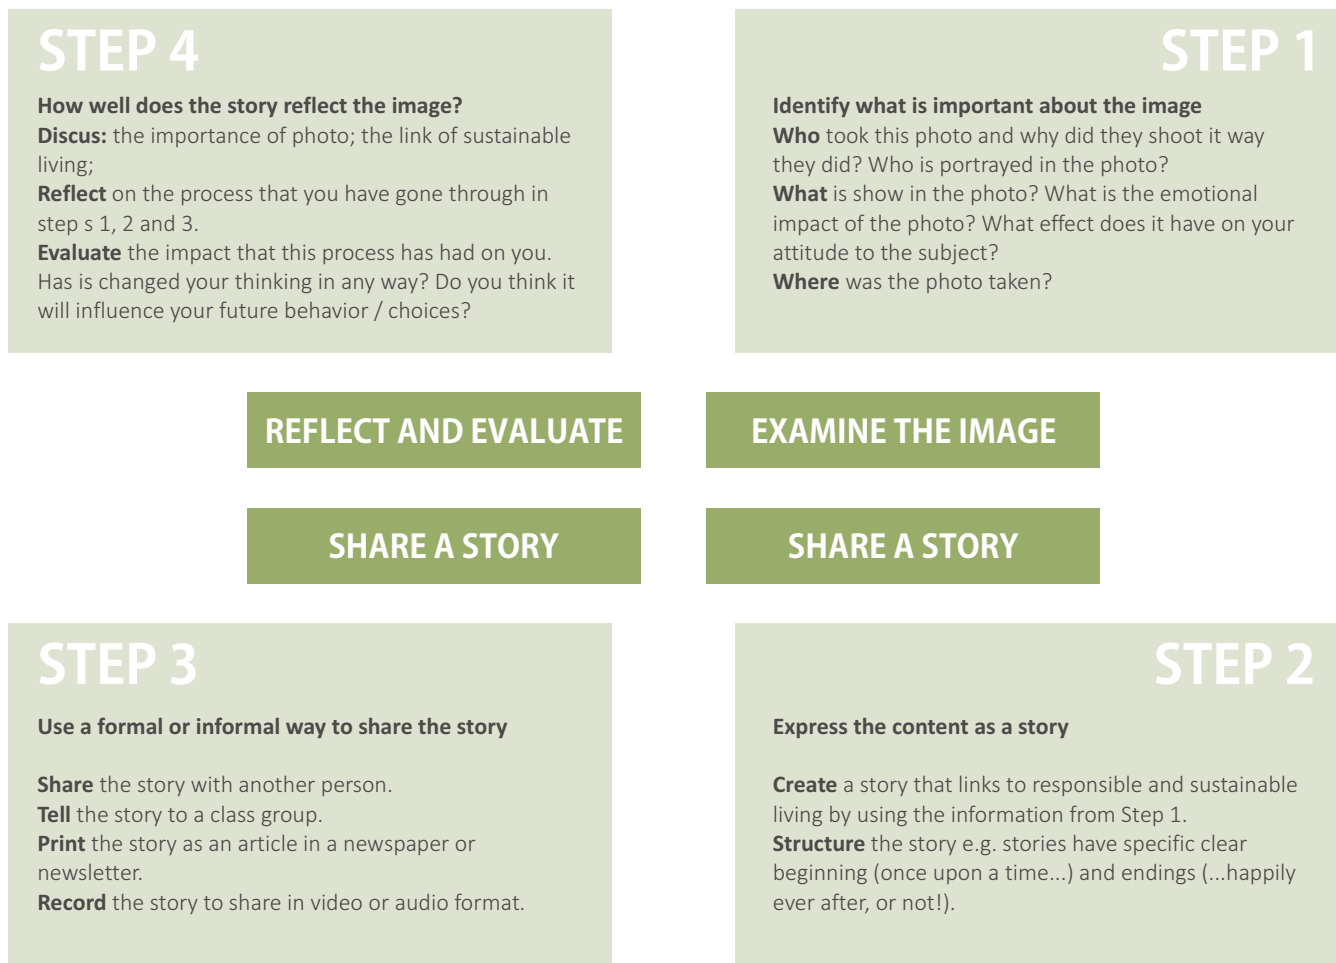 STEP 4
How well does the story reflect the image?
Discus: the importance of photo; the link of sustainable
living;
Reflect on the process that you have gone through in
step s 1, 2 and 3.
Evaluate the impact that this process has had on you.
Has is changed your thinking in any way? Do you think it
will influence your future behavior / choices?
STEP 1
Identify what is important about the image
Who took this photo and why did they shoot it way
they did? Who is portrayed in the photo?
What is show in the photo? What is the emotional
impact of the photo? What effect does it have on your
attitude to the subject?
Where was the photo taken?
REFLECT AND EVALUATE
EXAMINE THE IMAGE
SHARE A STORY
SHARE A STORY
STEP 3
Use a formal or informal way to share the story
Share the story with another person.
Tell the story to a class group.
Print the story as an article in a newspaper or
newsletter.
Record the story to share in video or audio format.
STEP 2
Express the content as a story
Create a story that links to responsible and sustainable
living by using the information from Step 1.
Structure the story e.g. stories have specific clear
beginning (once upon a time...) and endings (...happily
ever after, or not!).